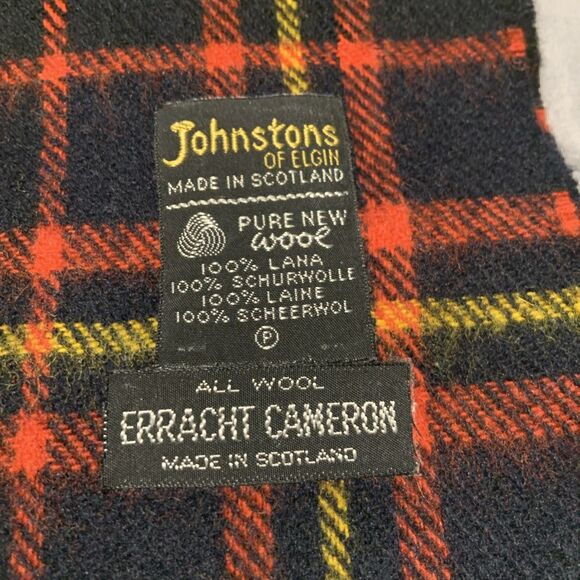 Johnstons
OF ELGIN
MADE IN SCOTLAND
PURE NEW
wool
100% LANA
100% SCHURWOLLE
100% LAINE
100% SCHEERWOL
P
ALL WOOL
ERRACHT CAMERON
MADE IN SCOTLAND